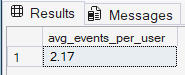 Results Messages
avg_events_per_user
1 2.17